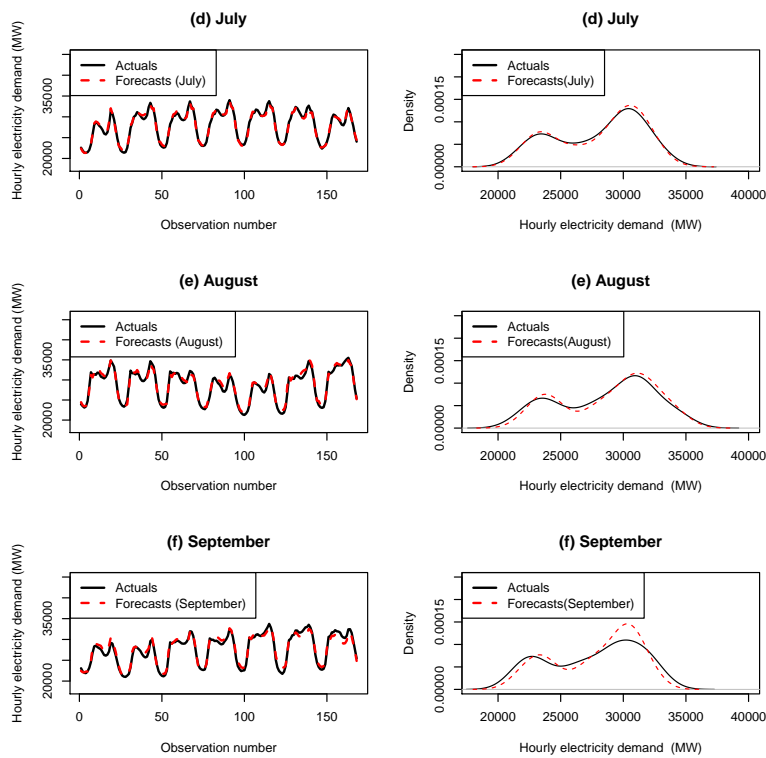 (d) July
Hourly electricity demand (MW)
20000 35000
Actuals
Forecasts (July)
0 50 100 150
Observation number
(d) July
Density
0.00000 0.00015
Actuals
Forecasts(July)
20000 25000 30000 35000 40000
Hourly electricity demand (MW)
(e) August
Hourly electricity demand (MW)
20000 35000
Actuals
Forecasts (August)
0 50 100 150
Observation number
(e) August
Density
0.00000 0.00015
Actuals
Forecasts(August)
20000 25000 30000 35000 40000
Hourly electricity demand (MW)
(f) September
Hourly electricity demand (MW)
20000 35000
Actuals
Forecasts (September)
0 50 100 150
Observation number
(f) September
Density
0.00000 0.00015
Actuals
Forecasts(September)
20000 25000 30000 35000 40000
Hourly electricity demand (MW)